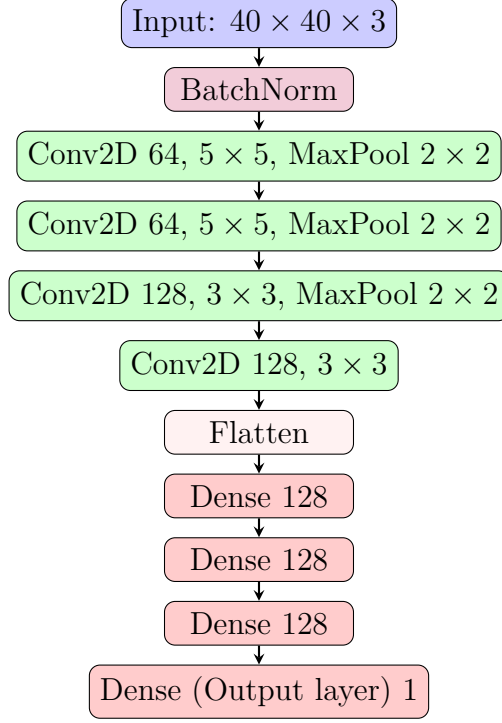 Input: 40 × 40 × 3
BatchNorm
Conv2D 64, 5 × 5, MaxPool 2 × 2
Conv2D 64, 5 × 5, MaxPool 2 × 2
Conv2D 128, 3 × 3, MaxPool 2 × 2
Conv2D 128, 3 × 3
Flatten
Dense 128
Dense 128
Dense 128
Dense (Output layer) 1